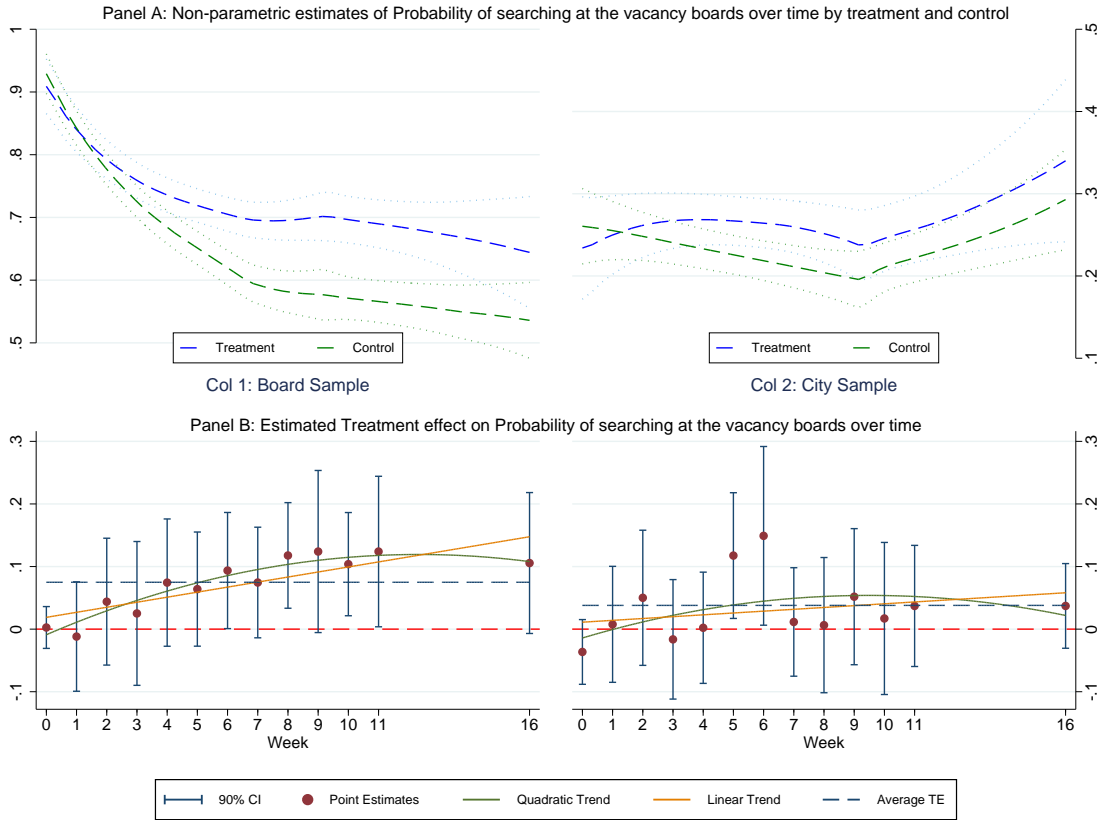 Panel A: Non-parametric estimates of Probability of searching at the vacancy boards over time by treatment and control
1
.9
.8
.7
.6
.5
Treatment Control
Col 1: Board Sample
.5
.4
.3
.2
.1
Treatment Control
Col 2: City Sample
Panel B: Estimated Treatment effect on Probability of searching at the vacancy boards over time
.3
.2
.1
0
-.1
0 1 2 3 4 5 6 7 8 9 10 11 16
Week
.3
.2
.1
0
-.1
0 1 2 3 4 5 6 7 8 9 10 11 16
Week
90% CI Point Estimates Quadratic Trend Linear Trend Average TE